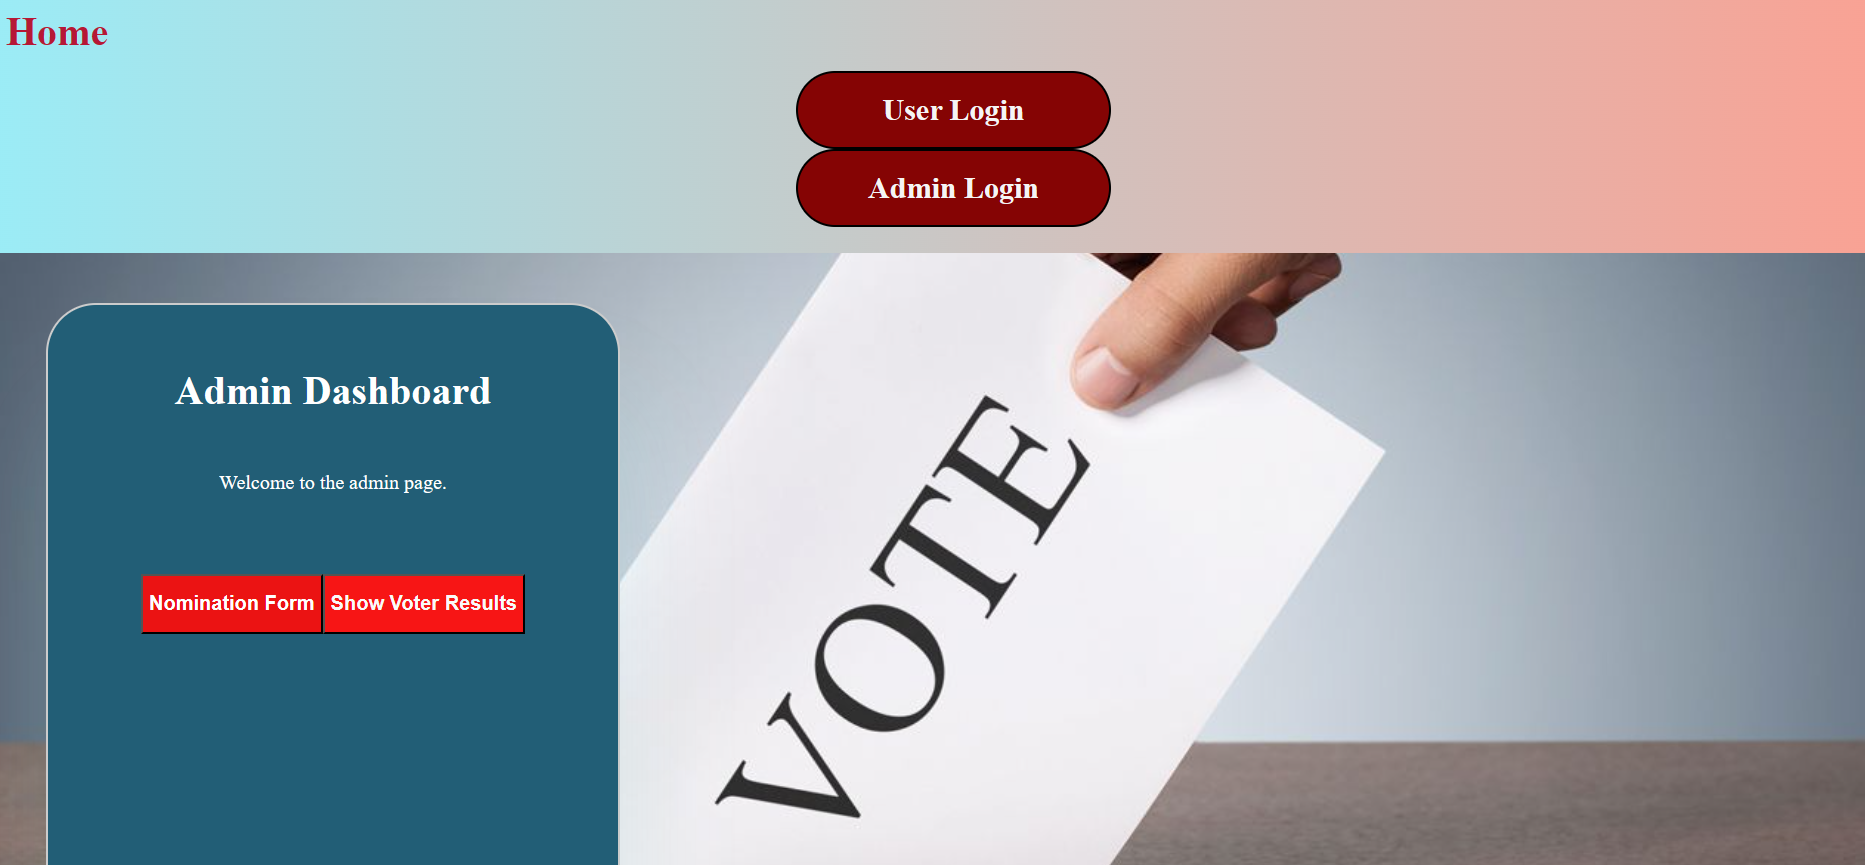 Home
User Login
Admin Login
Admin Dashboard
Welcome to the admin page.
Nomination Form Show Voter Results
VOTE